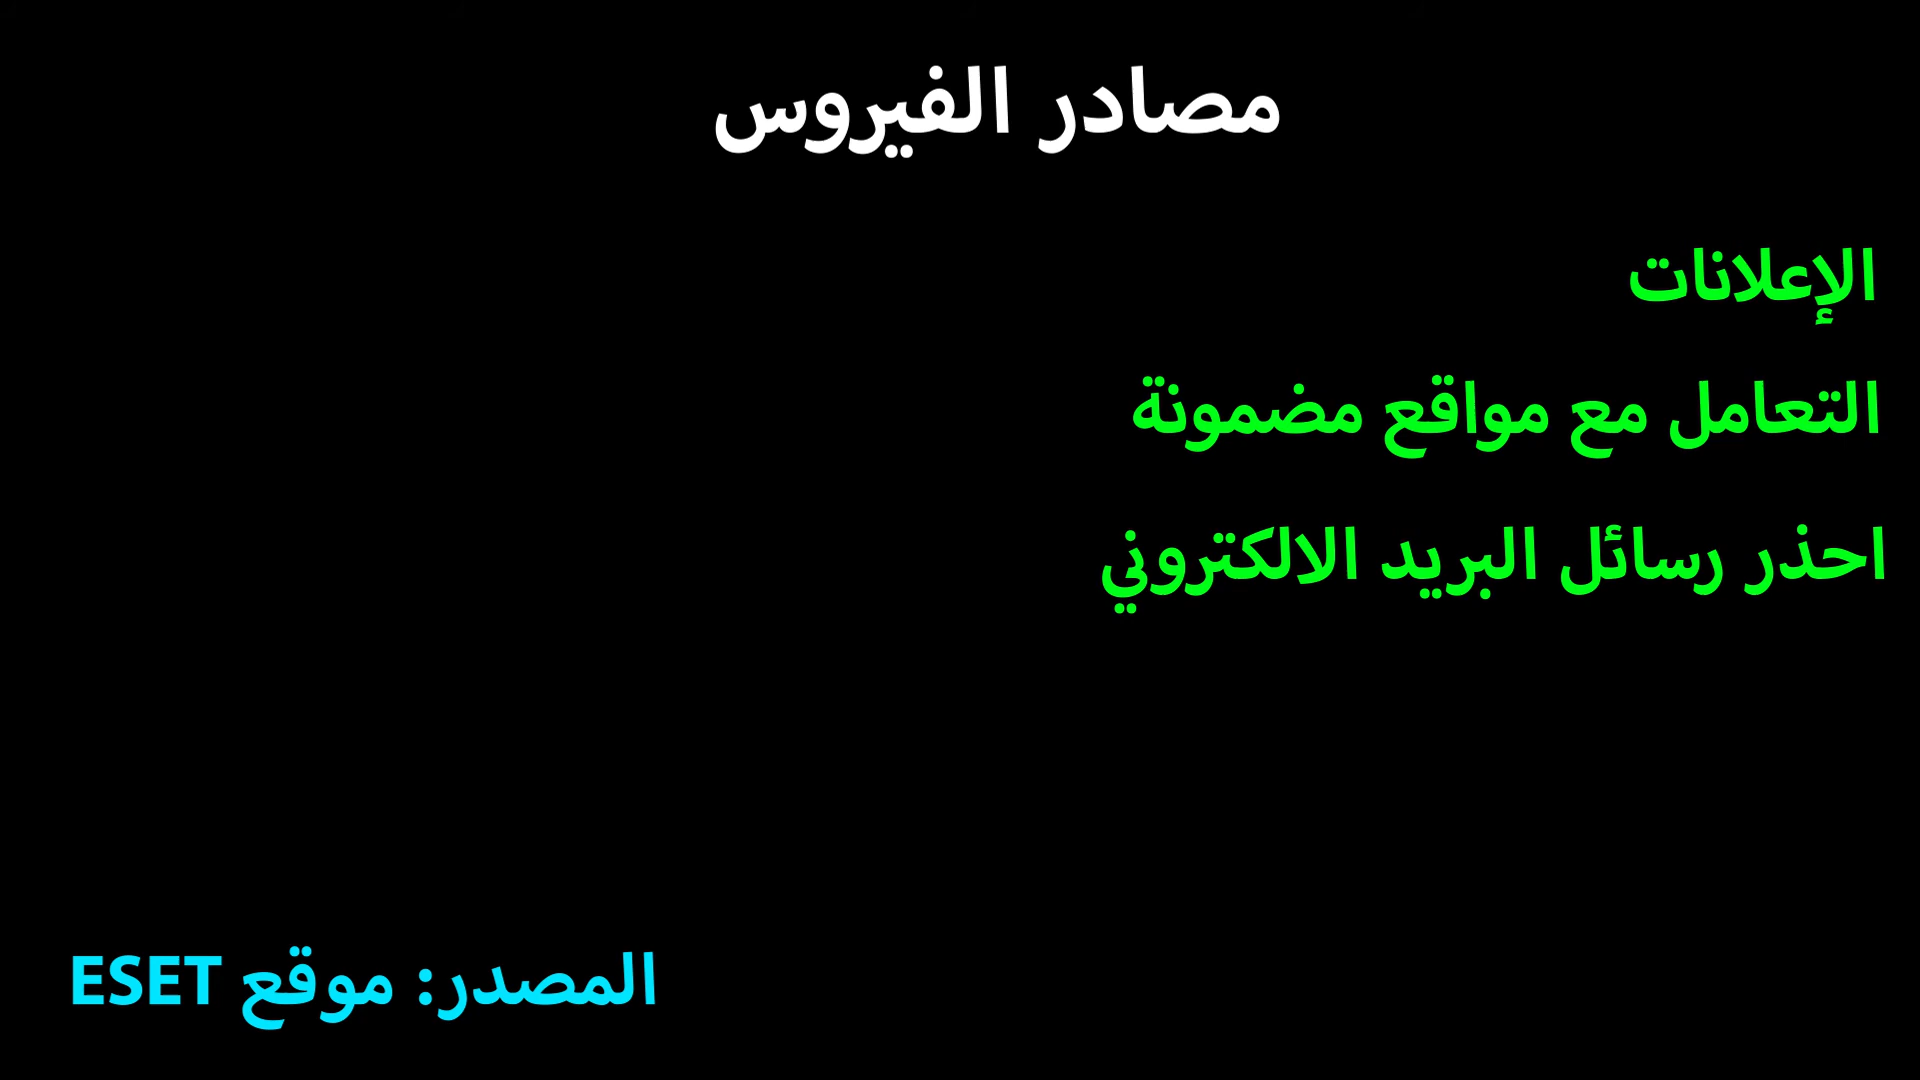 مصادر الفيروس
الإعلانات
التعامل مع مواقع مضمونة
احذر رسائل البريد الالكتروني
المصدر: موقع ESET